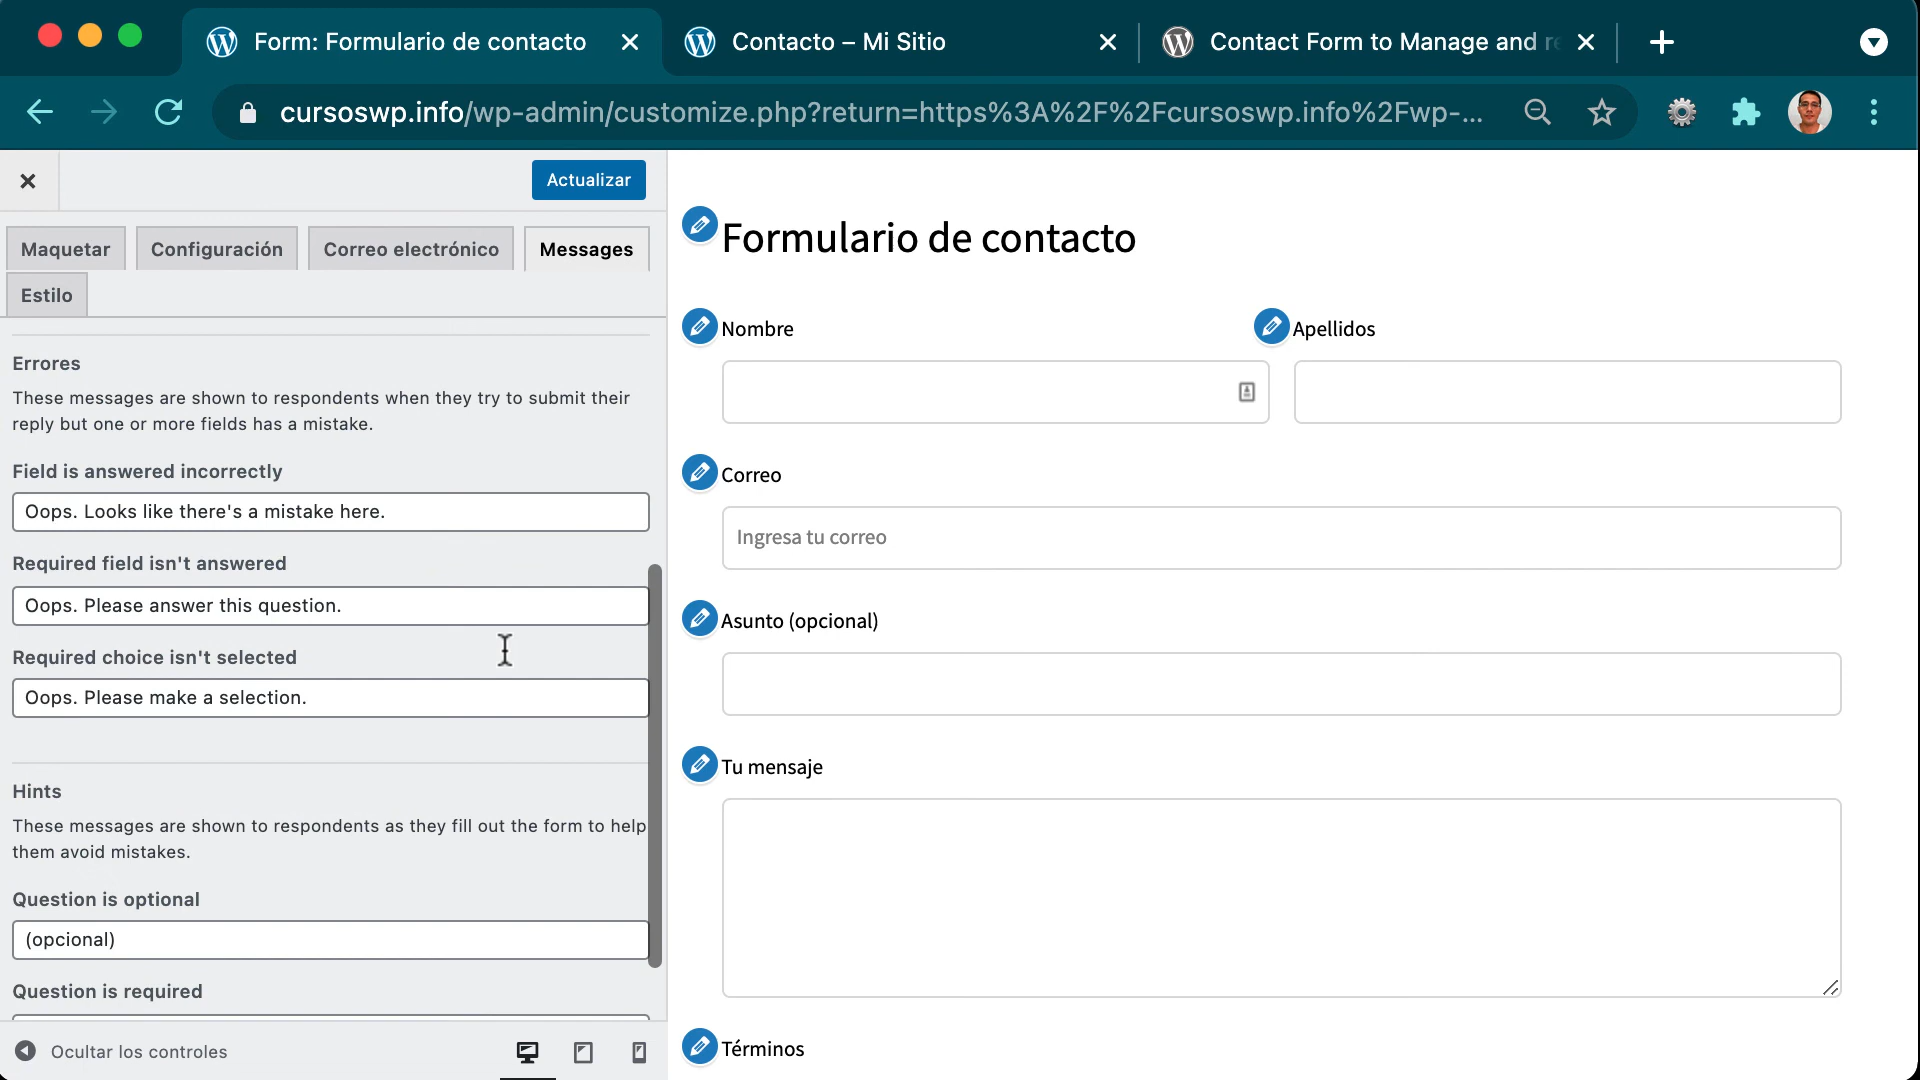 Form: Formulario de contacto
Contacto – Mi Sitio
Contact Form to Manage and re
cursoswp.info/wp-admin/customize.php?return=https%3A%2F%2Fcursoswp.info%2Fwp-...
Actualizar
Maquetar
Configuración
Correo electrónico
Messages
Estilo
Errores
These messages are shown to respondents when they try to submit their
reply but one or more fields has a mistake.
Field is answered incorrectly
Oops. Looks like there's a mistake here.
Required field isn't answered
Oops. Please answer this question.
Required choice isn't selected
Oops. Please make a selection.
Hints
These messages are shown to respondents as they fill out the form to help
them avoid mistakes.
Question is optional
(opcional)
Question is required
Ocultar los controles
Formulario de contacto
Nombre
Apellidos
Correo
Ingresa tu correo
Asunto (opcional)
Tu mensaje
Términos